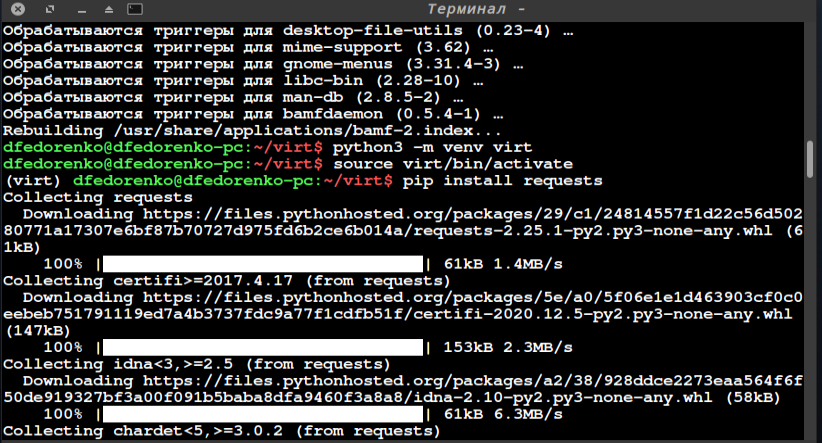 Терминал -
Обрабатываются триггеры для desktop-file-utils (0.23-4) …
Обрабатываются триггеры для mime-support (3.62) …
Обрабатываются триггеры для gnome-menus (3.31.4-3) …
Обрабатываются триггеры для libc-bin (2.28-10) …
Обрабатываются триггеры для man-db (2.8.5-2) …
Обрабатываются триггеры для bamfdaemon (0.5.4-1) …
Rebuilding /usr/share/applications/bamf-2.index...
dfedorenko@dfedorenko-pc:~/virt$ python3 -m venv virt
dfedorenko@dfedorenko-pc:~/virt$ source virt/bin/activate
(virt) dfedorenko@dfedorenko-pc:~/virt$ pip install requests
Collecting requests
  Downloading https://files.pythonhosted.org/packages/29/c1/24814557f1d22c56d502
80771a17307e6bf87b70727d975fd6b2ce6b014a/requests-2.25.1-py2.py3-none-any.whl (6
1kB)
    100% |████████████████████████████████| 61kB 1.4MB/s
Collecting certifi>=2017.4.17 (from requests)
  Downloading https://files.pythonhosted.org/packages/5e/a0/5f06e1e1d463903cf0c0
eebeb751791119ed7a4b3737fdc9a77f1cdfb51f/certifi-2020.12.5-py2.py3-none-any.whl
(147kB)
    100% |████████████████████████████████| 153kB 2.3MB/s
Collecting idna<3,>=2.5 (from requests)
  Downloading https://files.pythonhosted.org/packages/a2/38/928ddce2273eaa564f6f
50de919327bf3a00f091b5baba8dfa9460f3a8a8/idna-2.10-py2.py3-none-any.whl (58kB)
    100% |████████████████████████████████| 61kB 6.3MB/s
Collecting chardet<5,>=3.0.2 (from requests)